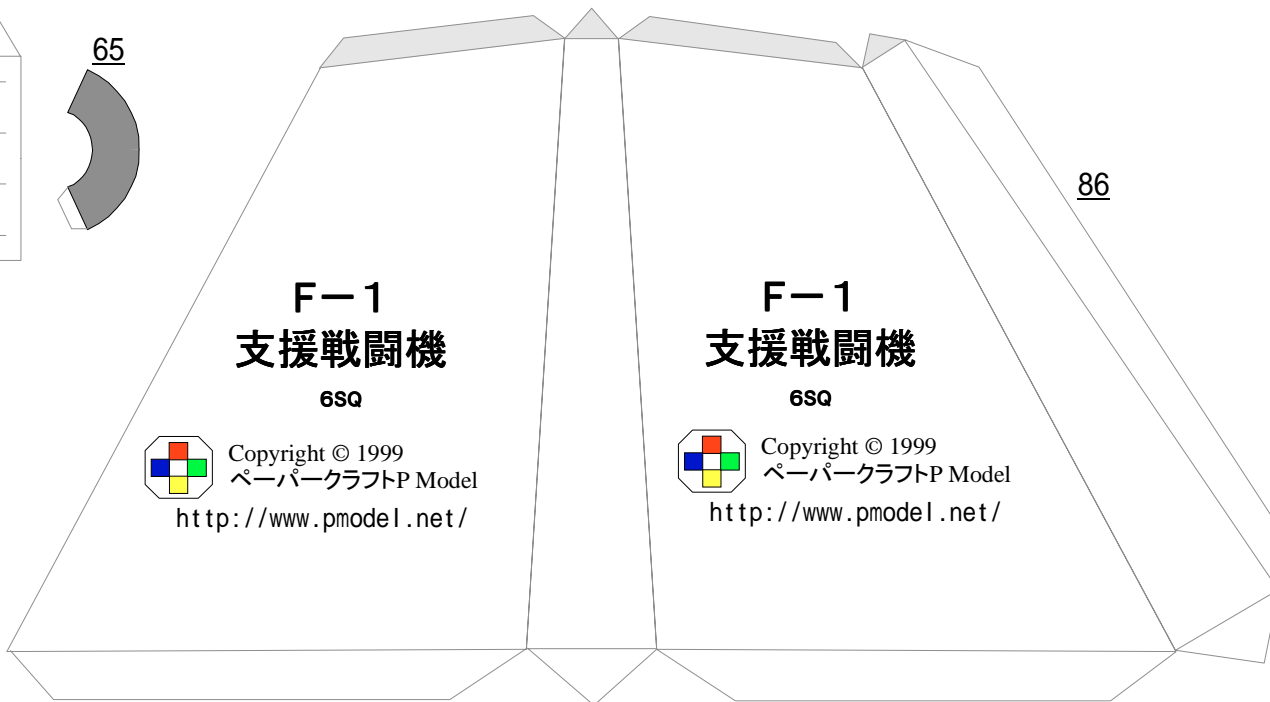 65
86
F－1
支援戦闘機
6SQ
Copyright © 1999
ペーパークラフトP Model
http://www.pmodel.net/
F－1
支援戦闘機
6SQ
Copyright © 1999
ペーパークラフトP Model
http://www.pmodel.net/